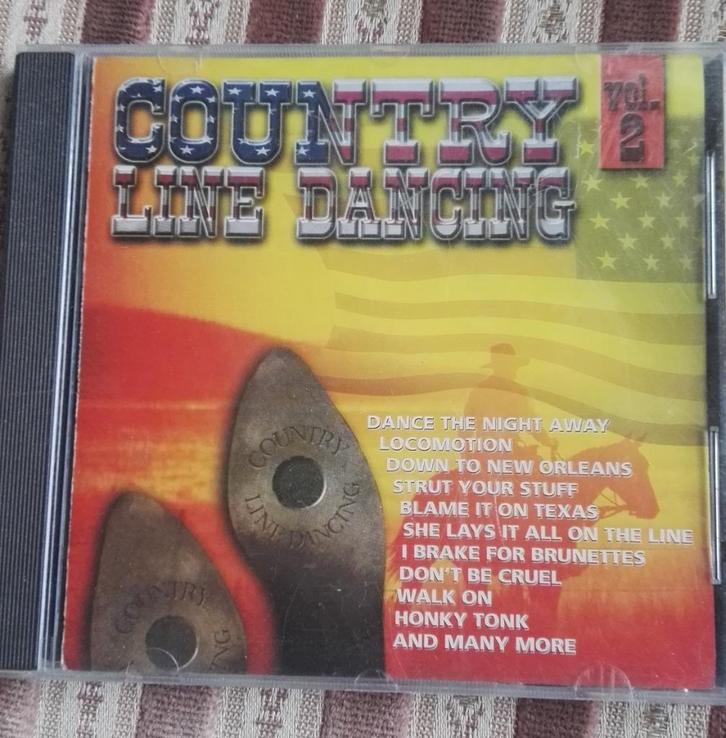 COUNTRY
LINE DANCING
Vol.
2
DANCE THE NIGHT AWAY
LOCOMOTION
DOWN TO NEW ORLEANS
STRUT YOUR STUFF
BLAME IT ON TEXAS
SHE LAYS IT ALL ON THE LINE
I BRAKE FOR BRUNETTES
DON'T BE CRUEL
WALK ON
HONKY TONK
AND MANY MORE
COUNTRY
LINE DANCING
COUNTRY
NG